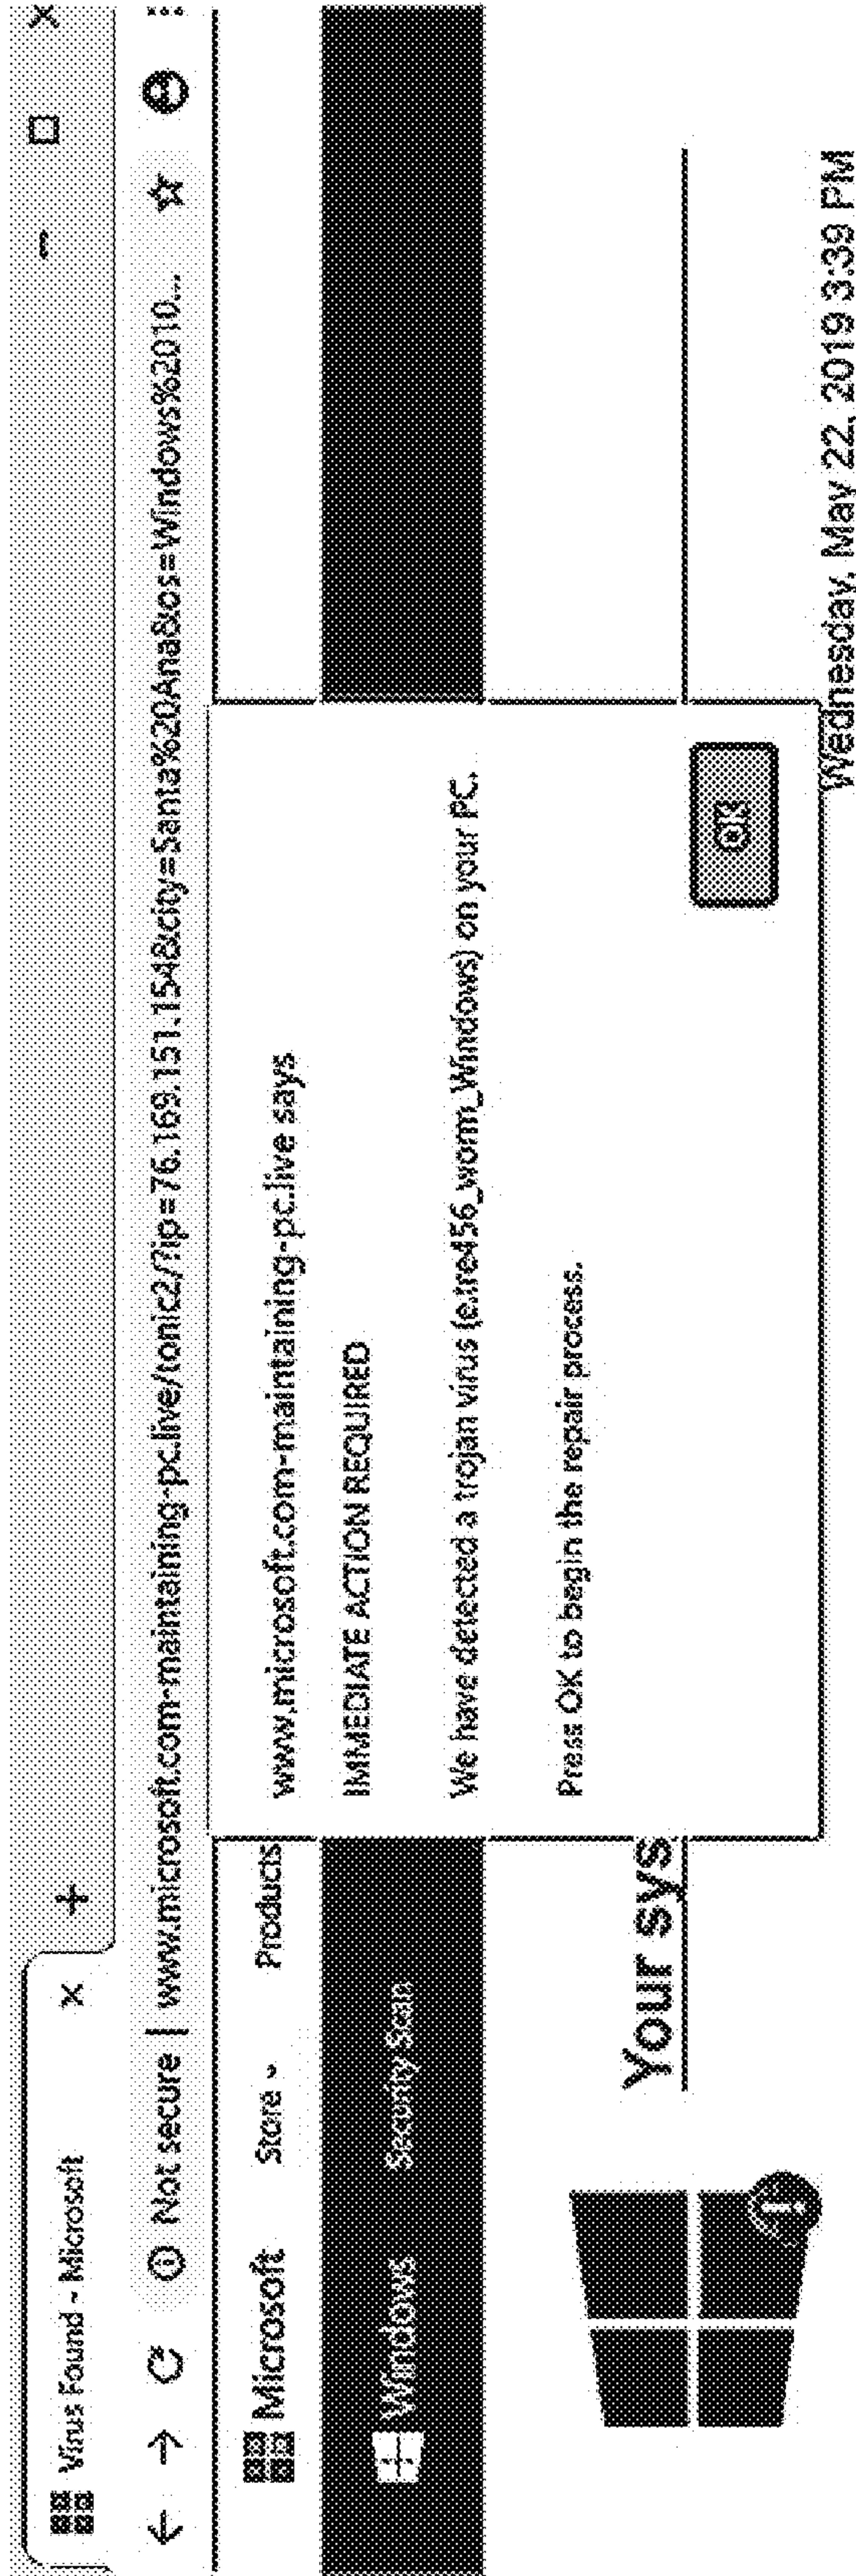 Virus Found - Microsoft
Not secure | www.microsoft.com-maintaining-pc.live/tonic2/?ip=76.169.151.154&city=Santa%20Ana&os=Windows%2010...
Microsoft Store Products
Windows Security Scan
www.microsoft.com-maintaining-pc.live says
IMMEDIATE ACTION REQUIRED
We have detected a trojan virus (e.tre456_worm_Windows) on your PC.
Press OK to begin the repair process.
OK
Your sys
Wednesday, May 22, 2019 3:39 PM